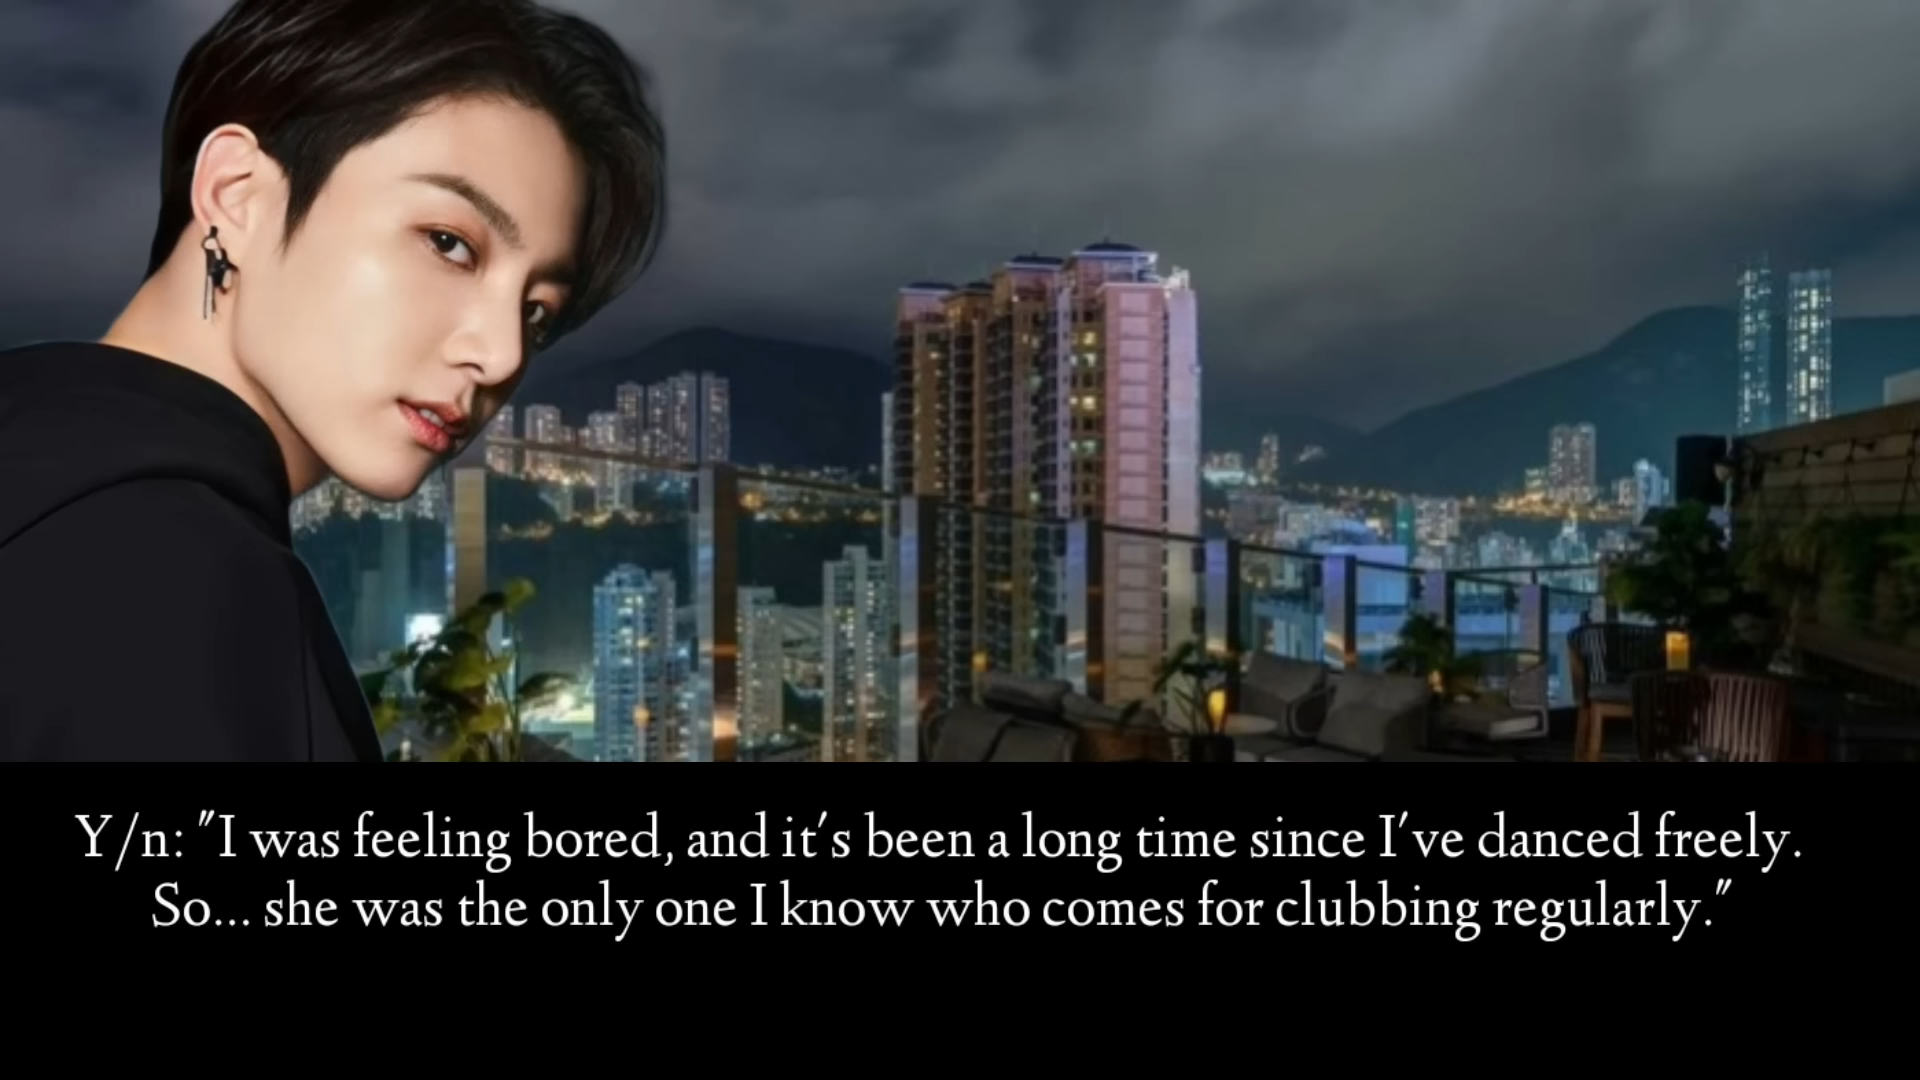 Y/n: "I was feeling bored, and it's been a long time since I've danced freely.
So... she was the only one I know who comes for clubbing regularly."